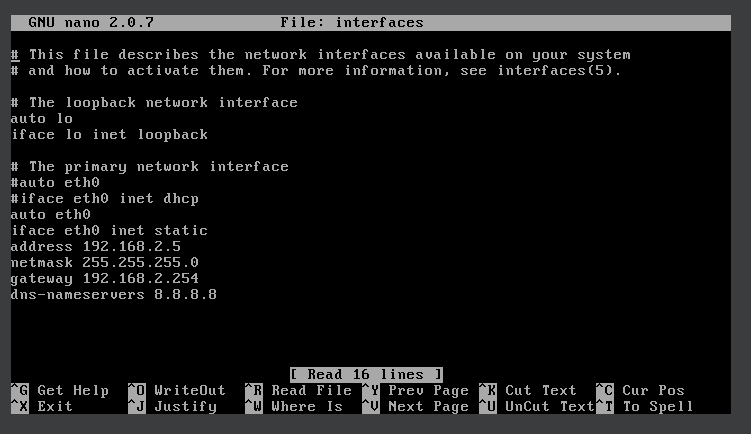 GNU nano 2.0.7 File: interfaces
# This file describes the network interfaces available on your system
# and how to activate them. For more information, see interfaces(5).
# The loopback network interface
auto lo
iface lo inet loopback
# The primary network interface
#auto eth0
#iface eth0 inet dhcp
auto eth0
iface eth0 inet static
address 192.168.2.5
netmask 255.255.255.0
gateway 192.168.2.254
dns-nameservers 8.8.8.8
[ Read 16 lines ]
^G Get Help ^O WriteOut ^R Read File ^Y Prev Page ^K Cut Text ^C Cur Pos
^X Exit ^J Justify ^W Where Is ^V Next Page ^U UnCut Text ^T To Spell